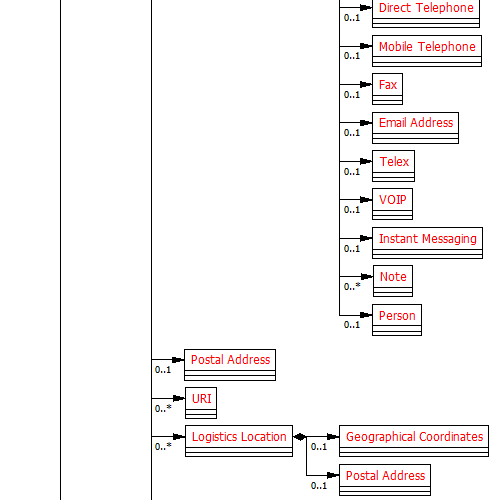 Direct Telephone
0..1
Mobile Telephone
0..1
Fax
0..1
Email Address
0..1
Telex
0..1
VOIP
0..1
Instant Messaging
0..1
Note
0..*
Person
0..1
Postal Address
0..1
URI
0..*
Logistics Location
0..*
Geographical Coordinates
0..1
Postal Address
0..1